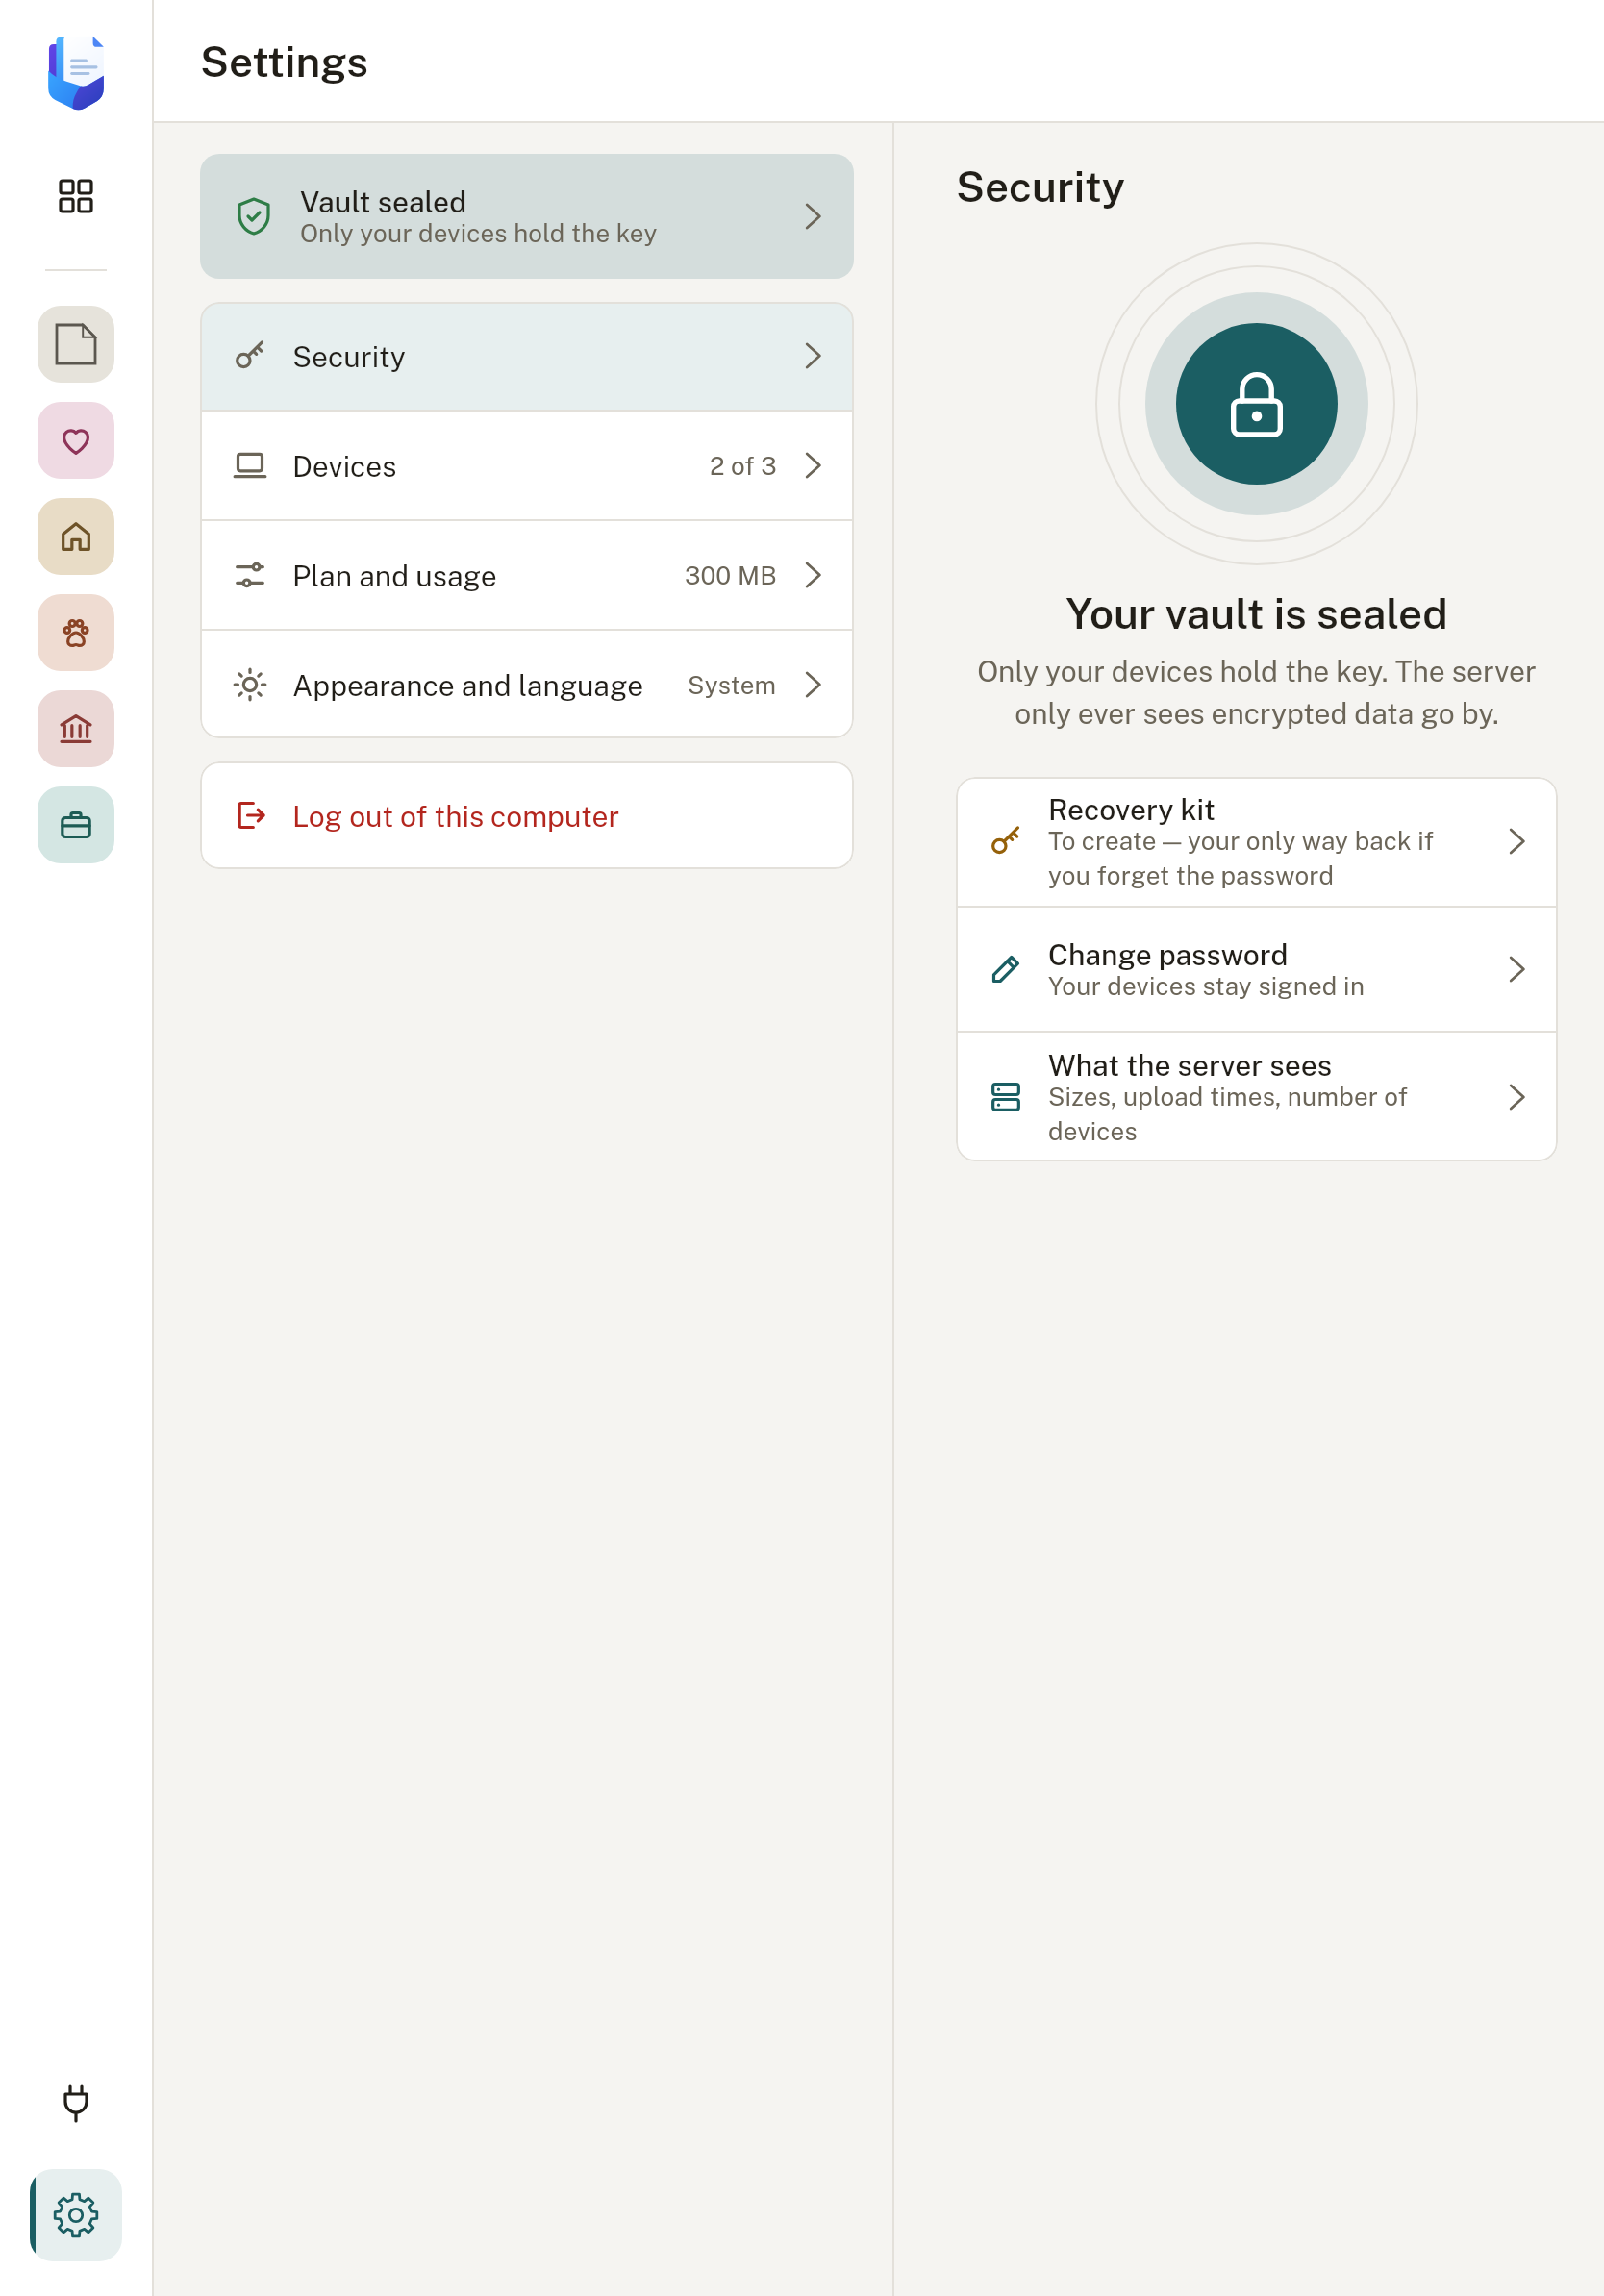 Settings
Vault sealed
Only your devices hold the key
Security
Devices
2 of 3
Plan and usage
300 MB
Appearance and language
System
Log out of this computer
Security
Your vault is sealed
Only your devices hold the key. The server
only ever sees encrypted data go by.
Recovery kit
To create — your only way back if
you forget the password
Change password
Your devices stay signed in
What the server sees
Sizes, upload times, number of
devices